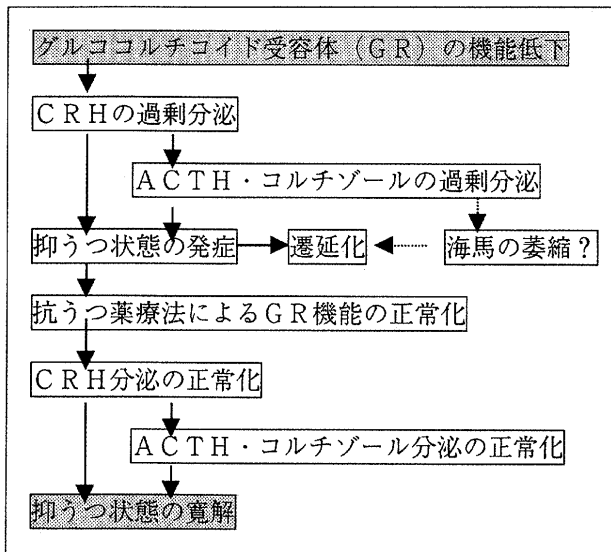 グルココルチコイド受容体（ＧＲ）の機能低下
ＣＲＨの過剰分泌
ＡＣＴＨ・コルチゾールの過剰分泌
抑うつ状態の発症
遷延化
海馬の萎縮？
抗うつ薬療法によるＧＲ機能の正常化
ＣＲＨ分泌の正常化
ＡＣＴＨ・コルチゾール分泌の正常化
抑うつ状態の寛解